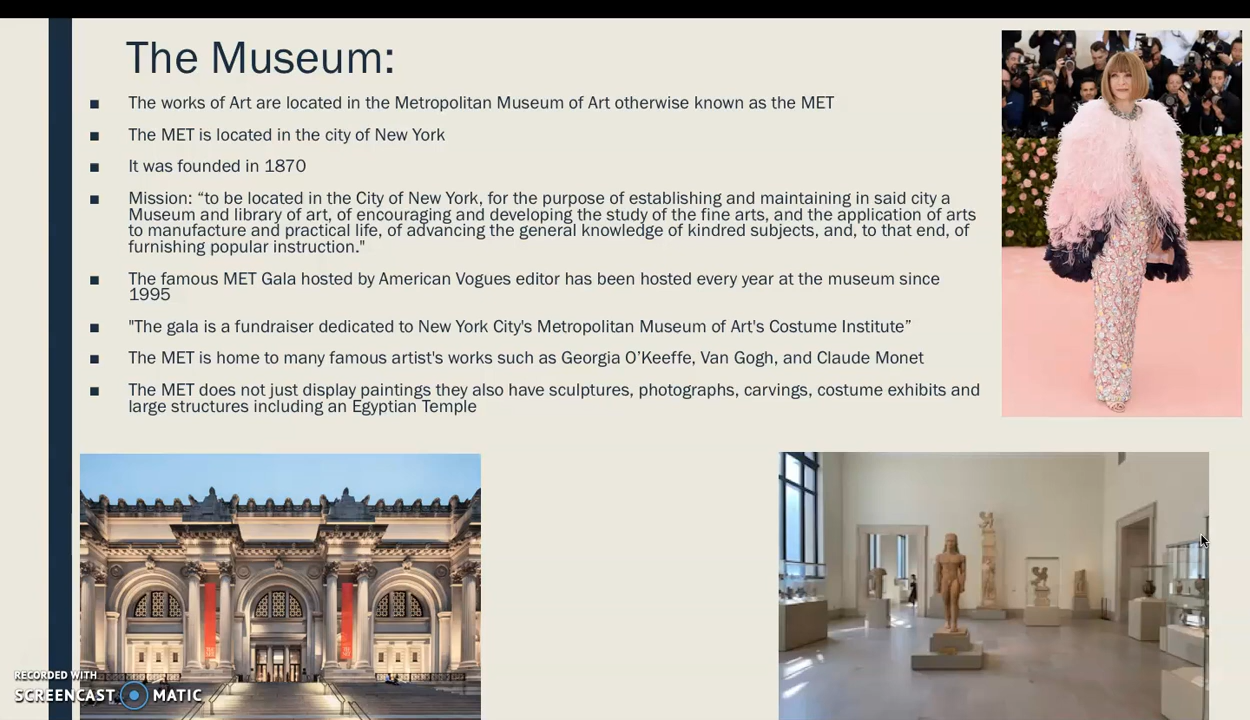 The Museum:
The works of Art are located in the Metropolitan Museum of Art otherwise known as the MET
The MET is located in the city of New York
It was founded in 1870
Mission: “to be located in the City of New York, for the purpose of establishing and maintaining in said city a
Museum and library of art, of encouraging and developing the study of the fine arts, and the application of arts
to manufacture and practical life, of advancing the general knowledge of kindred subjects, and, to that end, of
furnishing popular instruction."
The famous MET Gala hosted by American Vogues editor has been hosted every year at the museum since
1995
"The gala is a fundraiser dedicated to New York City's Metropolitan Museum of Art's Costume Institute”
The MET is home to many famous artist's works such as Georgia O’Keeffe, Van Gogh, and Claude Monet
The MET does not just display paintings they also have sculptures, photographs, carvings, costume exhibits and
large structures including an Egyptian Temple
RECORDED WITH
SCREENCAST MATIC